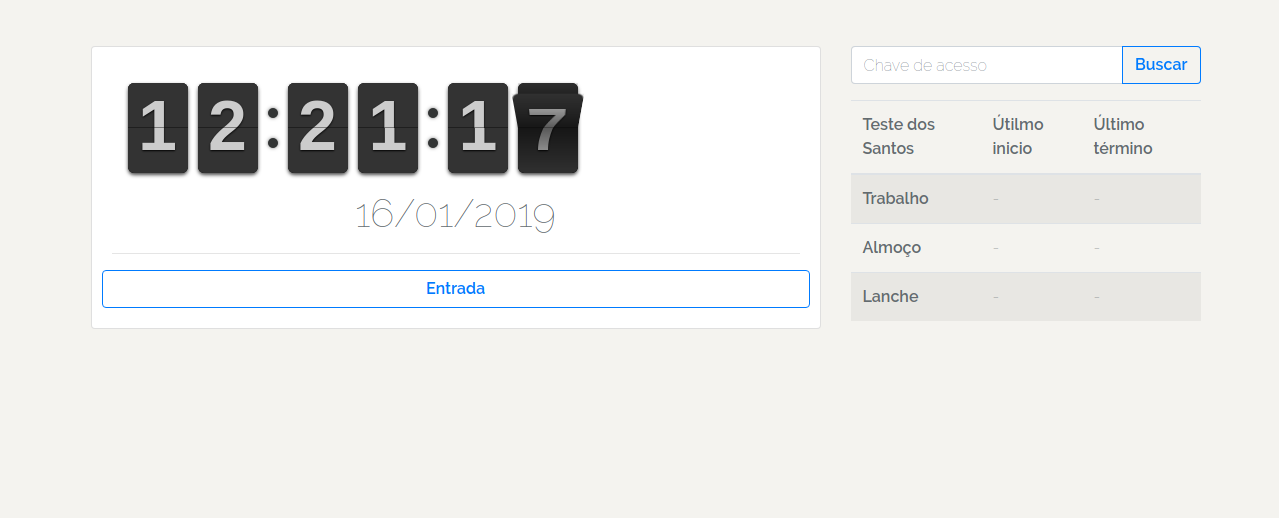 12:21:17
16/01/2019
Entrada
Chave de acesso
Buscar
Teste dos Santos
Útilmo inicio
Último término
Trabalho - -
Almoço - -
Lanche - -